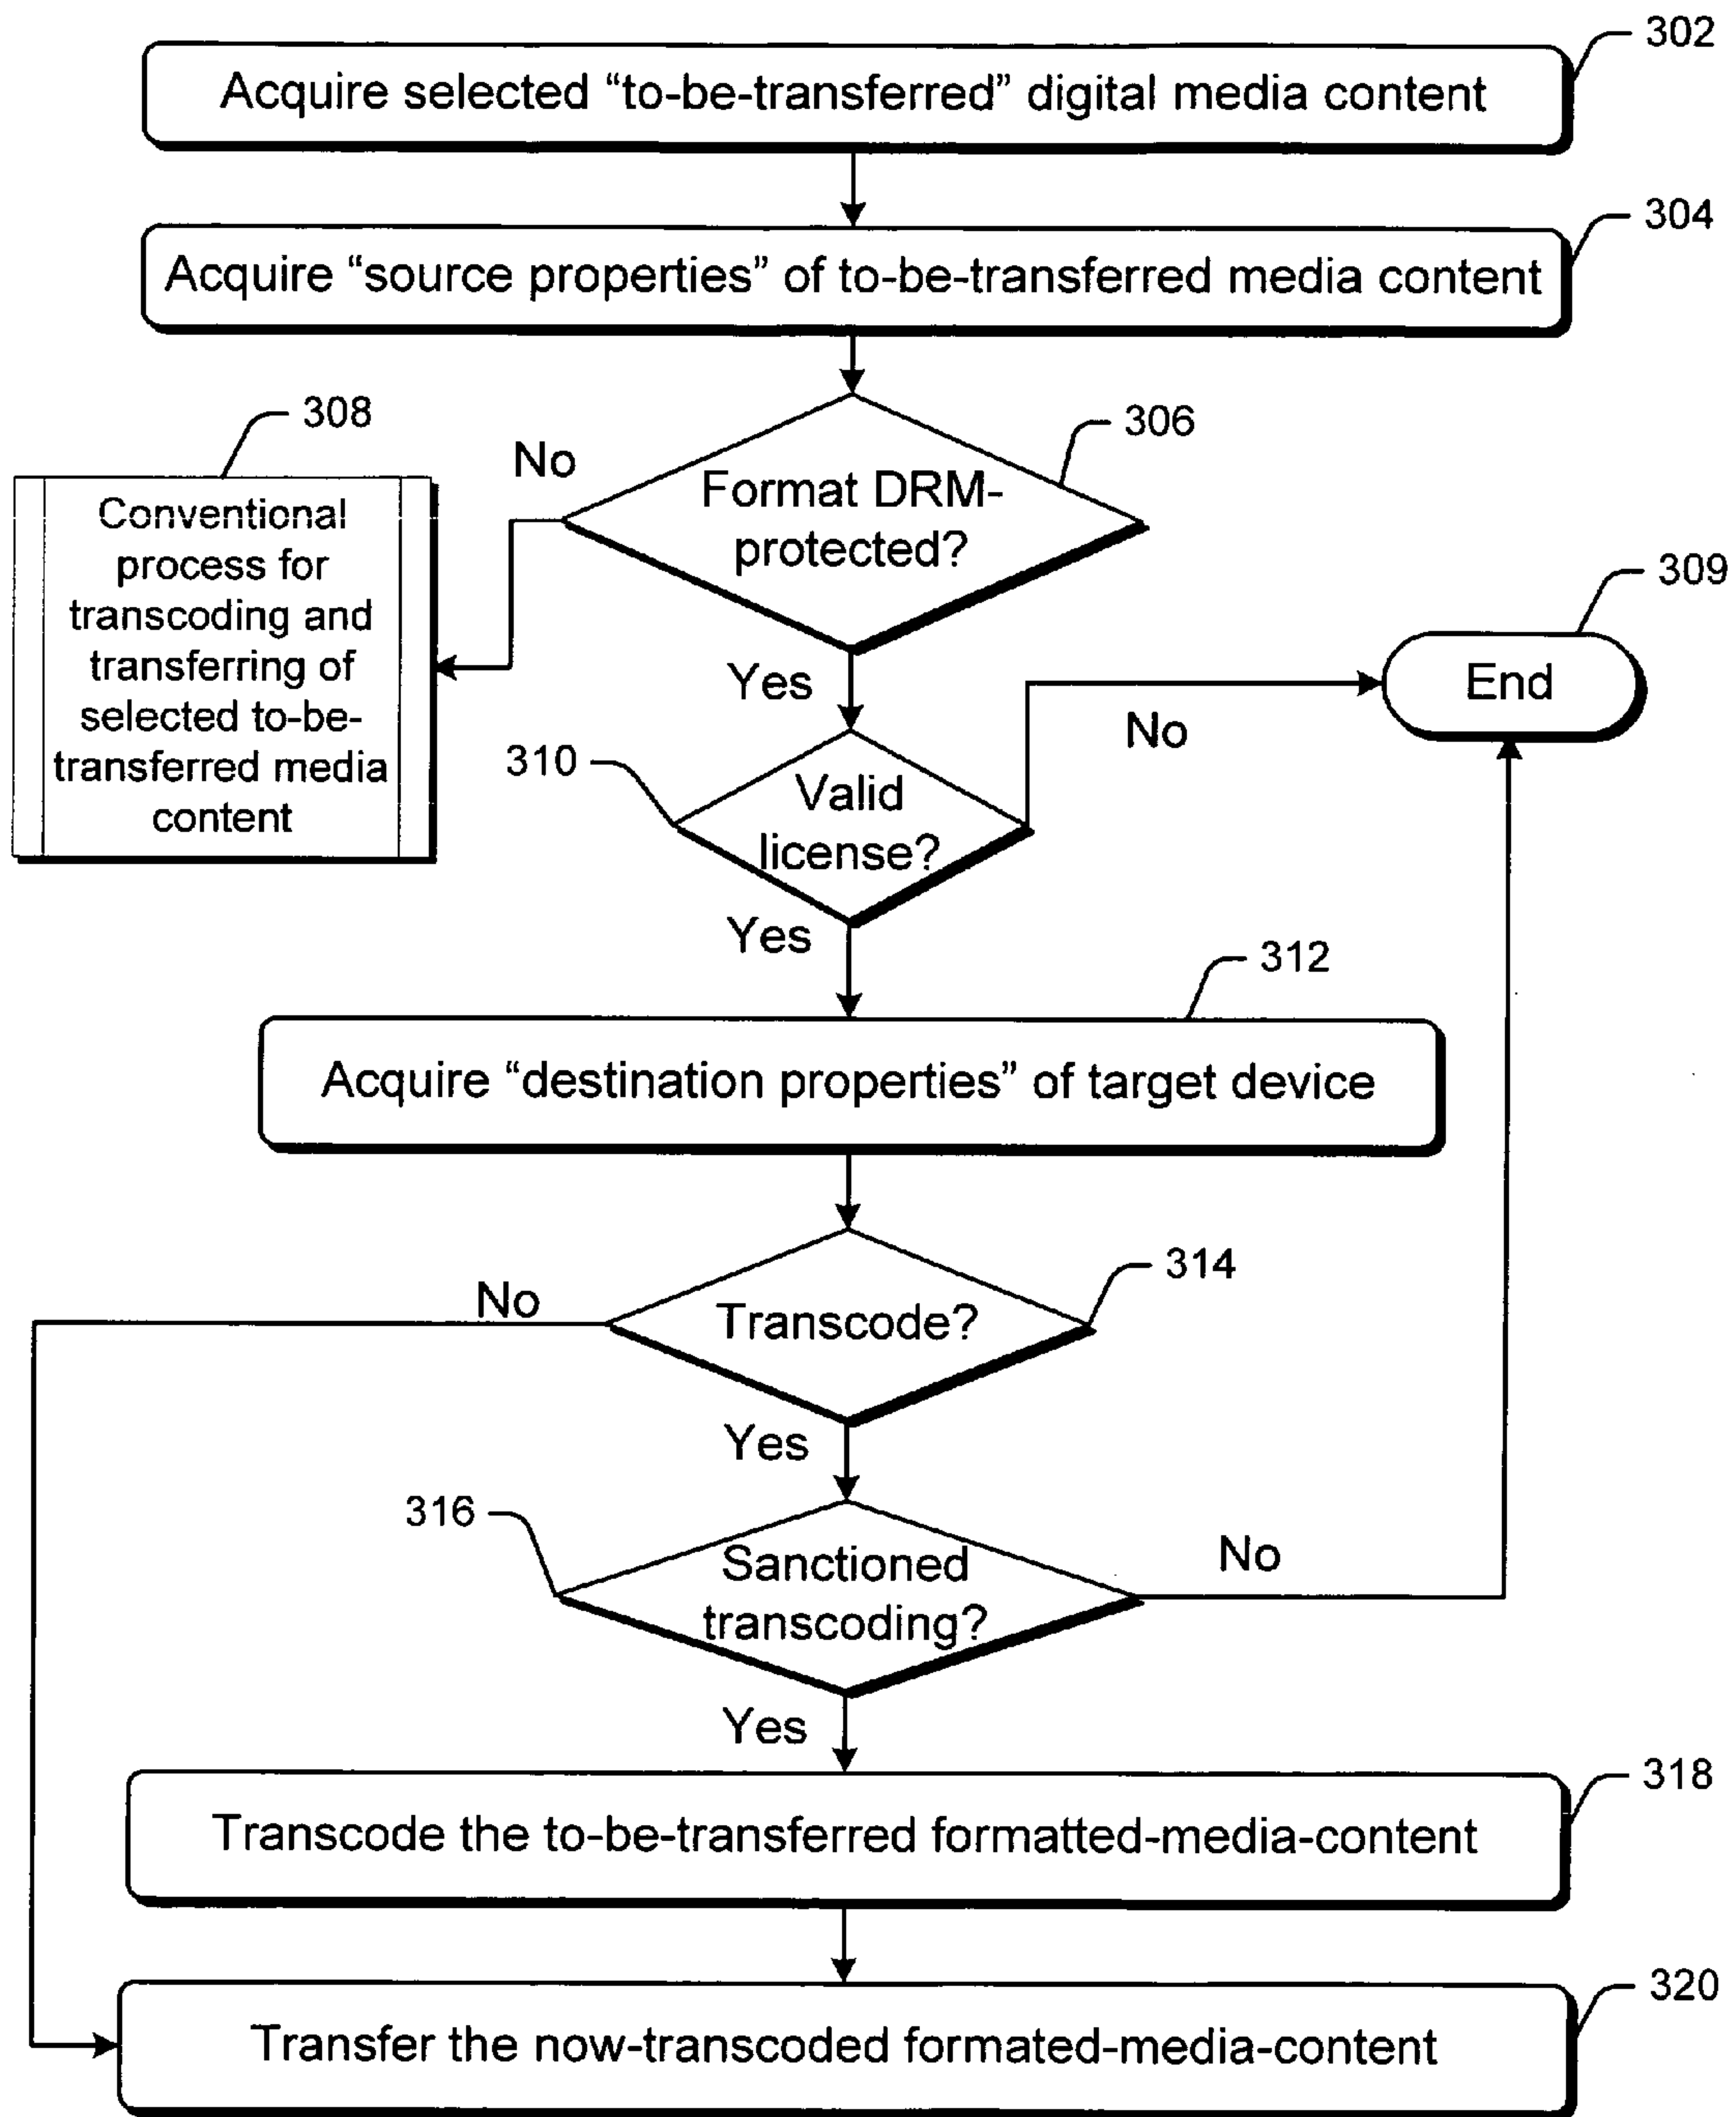 302
Acquire selected “to-be-transferred” digital media content
304
Acquire “source properties” of to-be-transferred media content
308
306
No
Format DRM-
protected?
Conventional
process for
transcoding and
transferring of
selected to-be-
transferred media
content
309
End
Yes
No
310
Valid
license?
Yes
312
Acquire “destination properties” of target device
314
No
Transcode?
Yes
316
Sanctioned
transcoding?
No
Yes
318
Transcode the to-be-transferred formatted-media-content
320
Transfer the now-transcoded formated-media-content